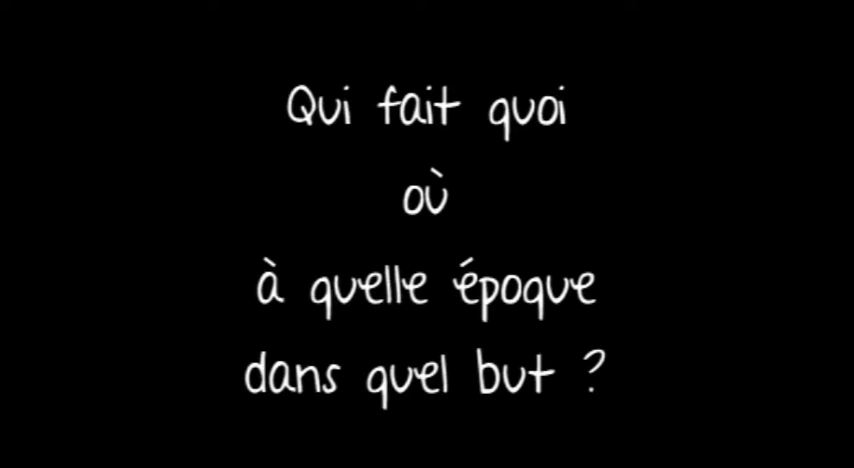 Qui fait quoi
où
à quelle époque
dans quel but ?